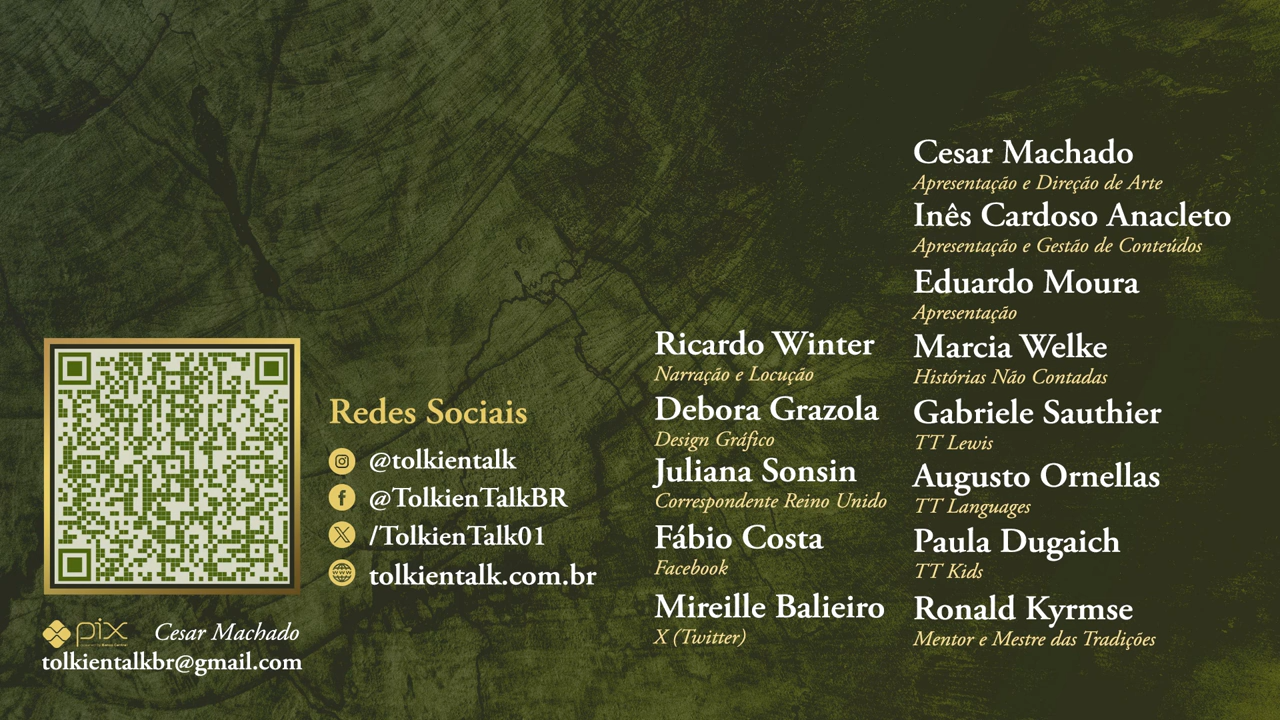 Redes Sociais
@tolkientalk
@TolkienTalkBR
/TolkienTalk01
tolkientalk.com.br
pix
Cesar Machado
tolkientalkbr@gmail.com
Ricardo Winter
Narração e Locução
Debora Grazola
Design Gráfico
Juliana Sonsin
Correspondente Reino Unido
Fábio Costa
Facebook
Mireille Balieiro
X (Twitter)
Cesar Machado
Apresentação e Direção de Arte
Inês Cardoso Anacleto
Apresentação e Gestão de Conteúdos
Eduardo Moura
Apresentação
Marcia Welke
Histórias Não Contadas
Gabriele Sauthier
TT Lewis
Augusto Ornellas
TT Languages
Paula Dugaich
TT Kids
Ronald Kyrmse
Mentor e Mestre das Tradições